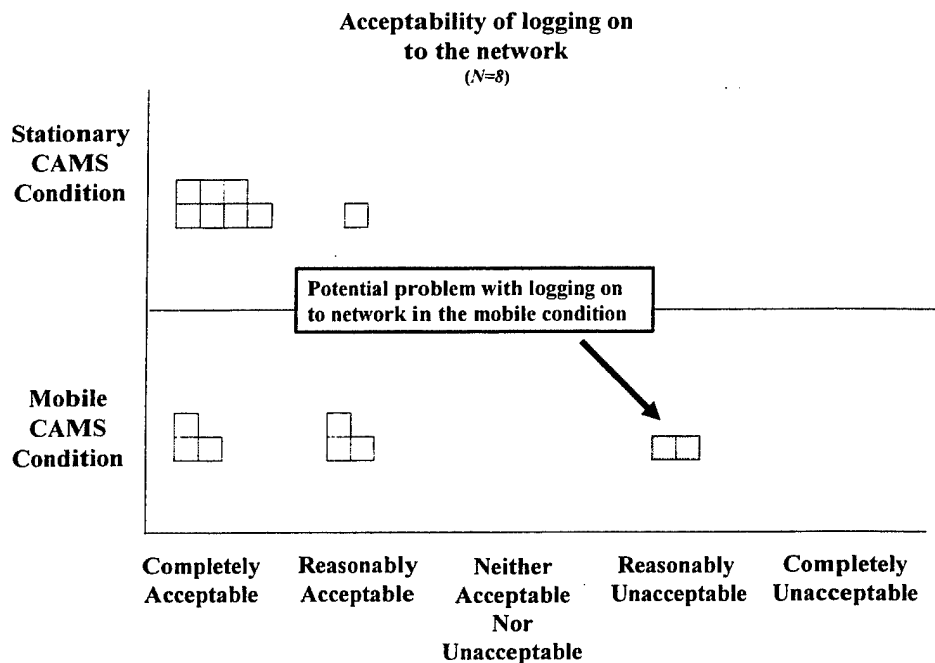 Acceptability of logging on
to the network
(N=8)
Stationary
CAMS
Condition
Potential problem with logging on
to network in the mobile condition
Mobile
CAMS
Condition
Completely
Acceptable
Reasonably
Acceptable
Neither
Acceptable
Nor
Unacceptable
Reasonably
Unacceptable
Completely
Unacceptable